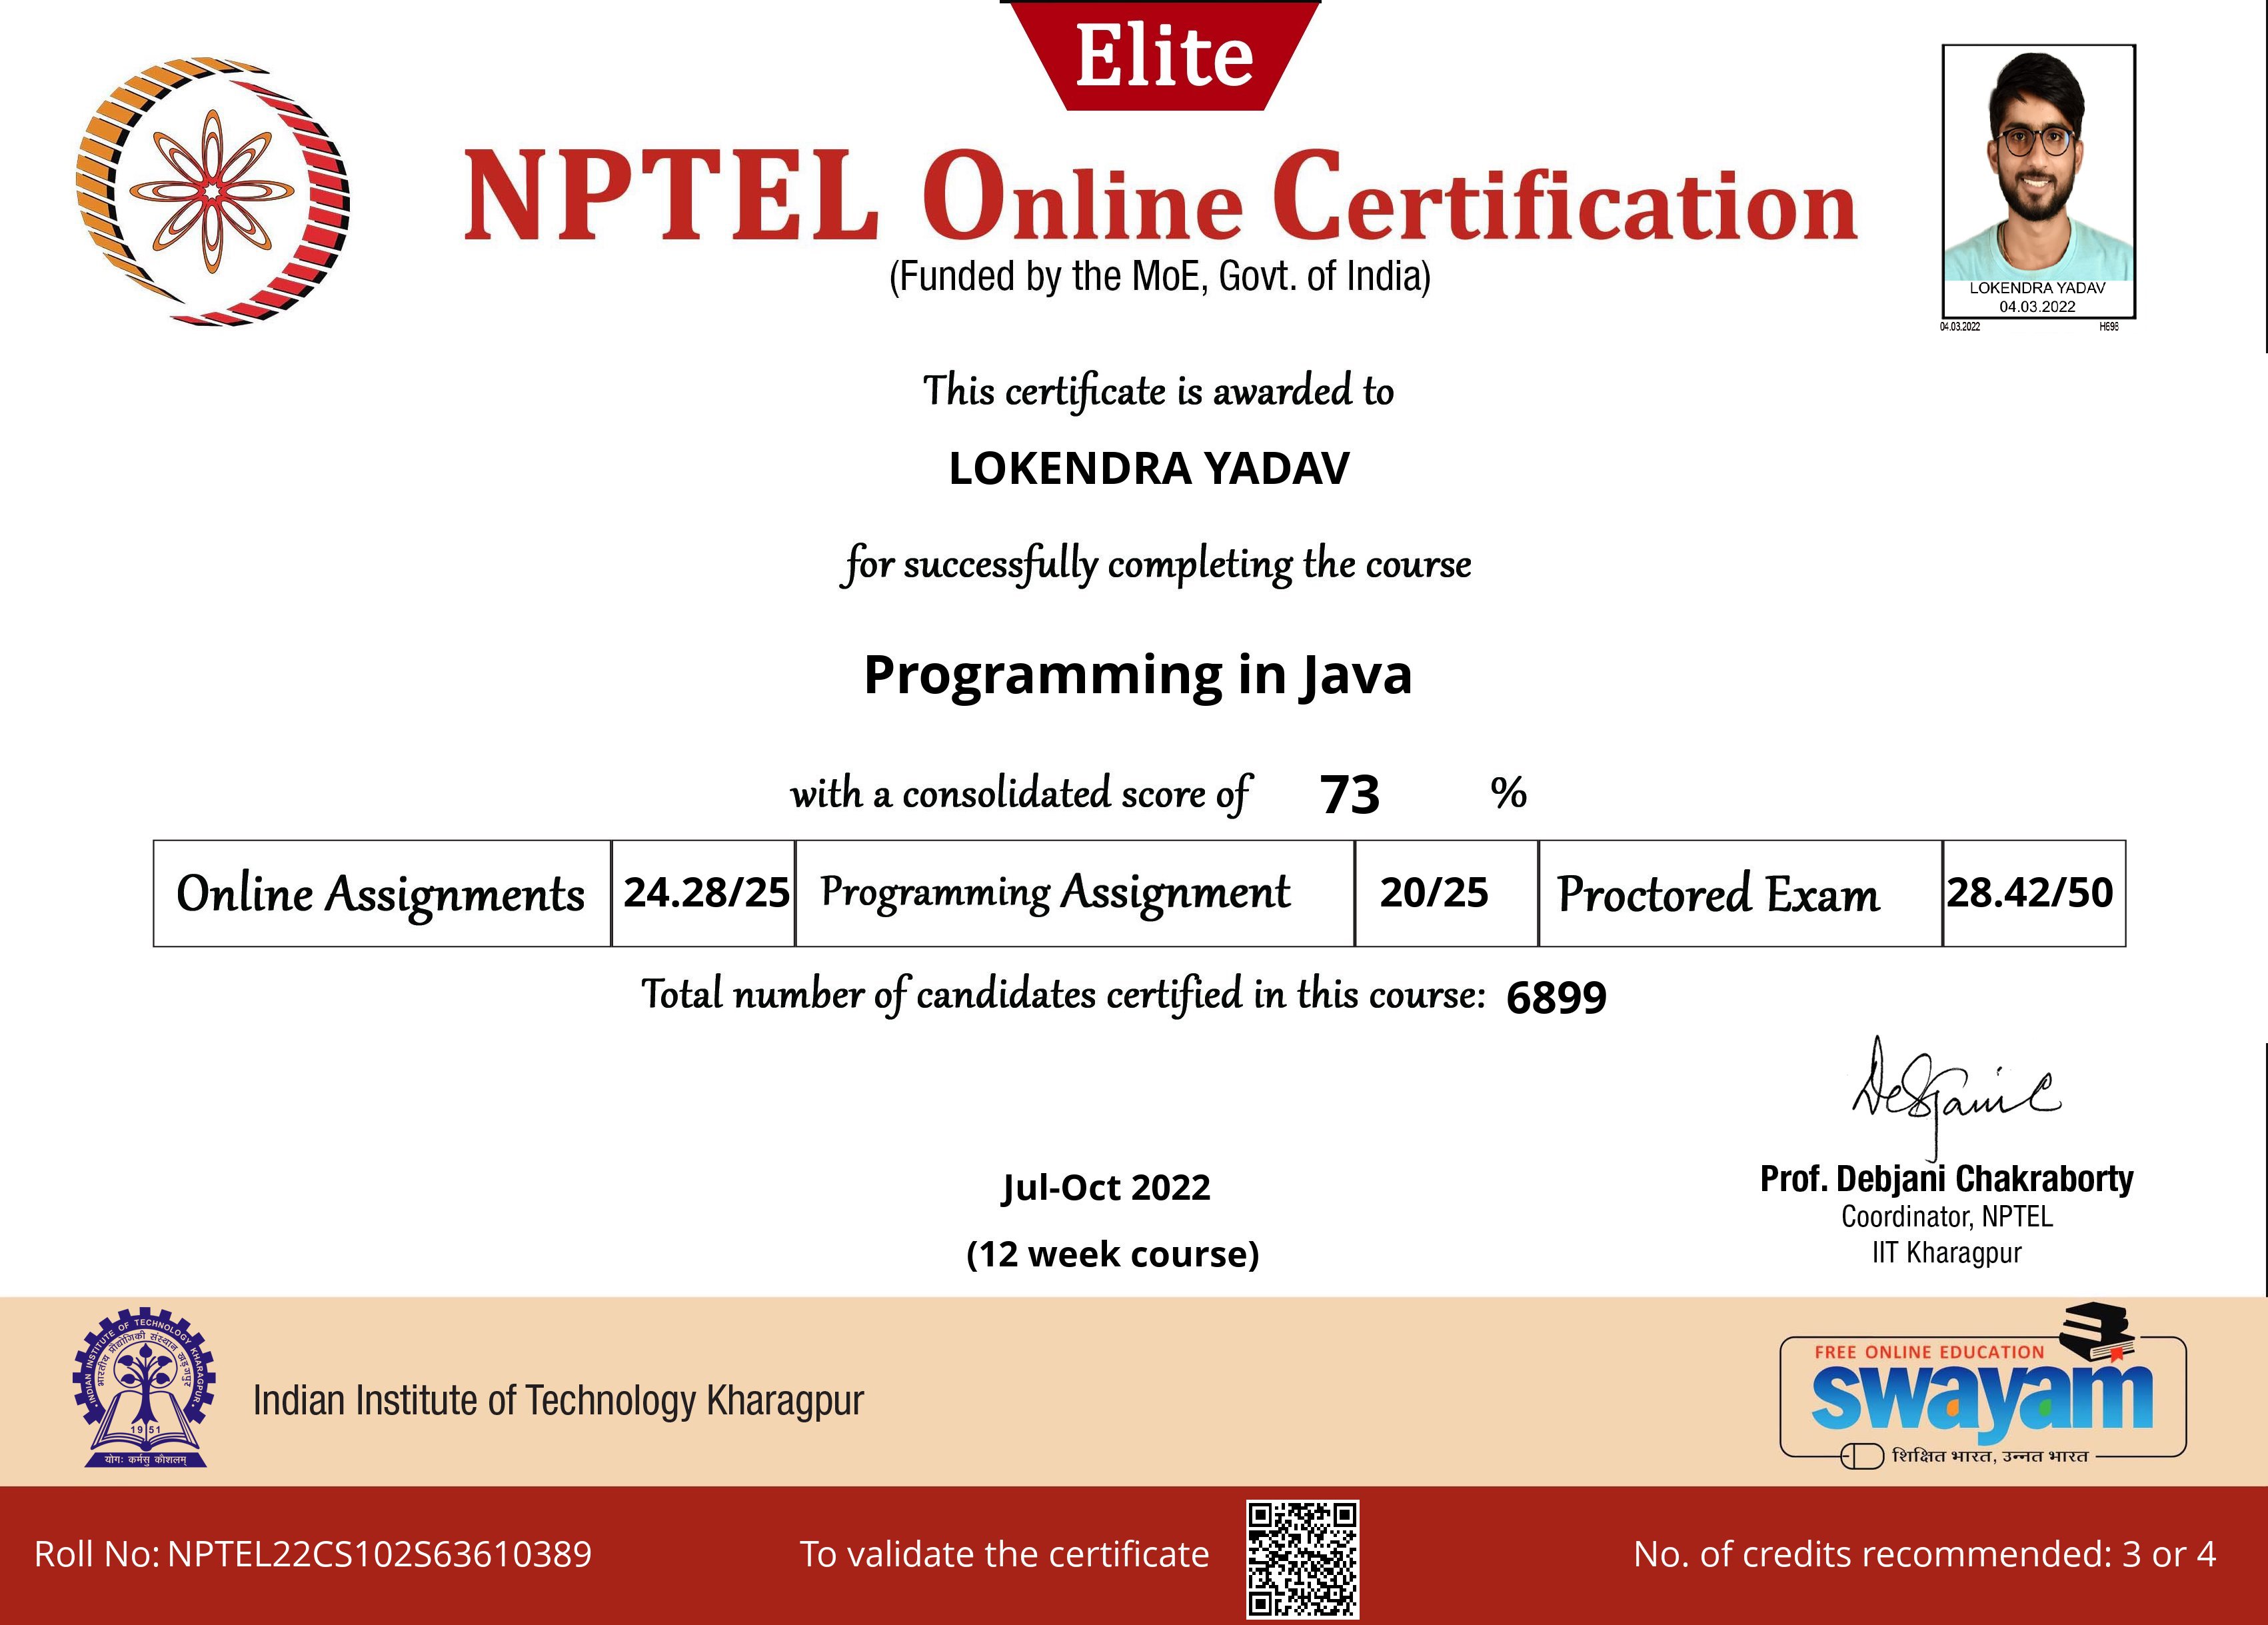 Elite
NPTEL Online Certification
(Funded by the MoE, Govt. of India)
LOKENDRA YADAV
04.03.2022
04.03.2022 H698
This certificate is awarded to
LOKENDRA YADAV
for successfully completing the course
Programming in Java
with a consolidated score of 73 %
Online Assignments 24.28/25 Programming Assignment 20/25 Proctored Exam 28.42/50
Total number of candidates certified in this course: 6899
Debjani C
Prof. Debjani Chakraborty
Coordinator, NPTEL
IIT Kharagpur
Jul-Oct 2022
(12 week course)
INDIAN INSTITUTE OF TECHNOLOGY KHARAGPUR
भारतीय प्रौद्योगिकी संस्थान खड़गपुर
1951
योगः कर्मसु कौशलम्
Indian Institute of Technology Kharagpur
FREE ONLINE EDUCATION
swayam
शिक्षित भारत, उन्नत भारत
Roll No: NPTEL22CS102S63610389
To validate the certificate
No. of credits recommended: 3 or 4